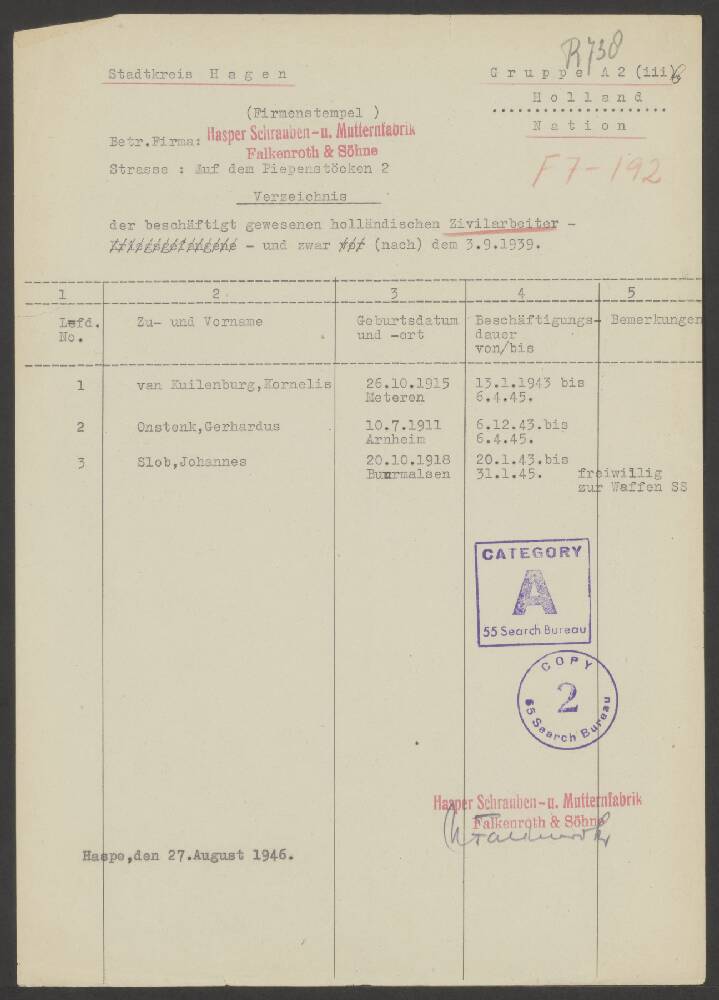 R738
Stadtkreis Hagen
Gruppe A 2 (iii)b
Holland
Nation
(Firmenstempel )
Betr.Firma: Hasper Schrauben-u. Mutternfabrik
Falkenroth & Söhne
Strasse : Auf dem Piepenstöcken 2
F7-192
Verzeichnis
der beschäftigt gewesenen holländischen Zivilarbeiter -
Kriegsgefangene - und zwar vor (nach) dem 3.9.1939.
1 2 3 4 5
Lufd. Zu- und Vorname Geburtsdatum Beschäftigungs- Bemerkungen
No. und -ort dauer
von/bis
1 van Kuilenburg,Kornelis 26.10.1915 13.1.1943 bis
Meteren 6.4.45.
2 Onstenk,Gerhardus 10.7.1911 6.12.43.bis
Arnheim 6.4.45.
3 Slob,Johannes 20.10.1918 20.1.43.bis
Buurmalsen 31.1.45. freiwillig
zur Waffen SS
CATEGORY
A
55 Search Bureau
COPY
2
55 Search Bureau
Hasper Schrauben-u. Mutternfabrik
Falkenroth & Söhne
Haspe,den 27.August 1946.